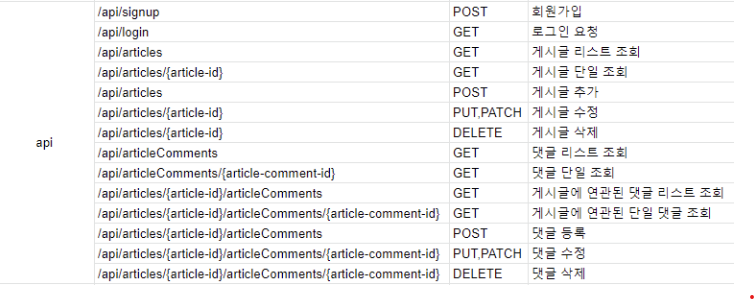 /api/signup POST 회원가입
/api/login GET 로그인 요청
/api/articles GET 게시글 리스트 조회
/api/articles/{article-id} GET 게시글 단일 조회
/api/articles POST 게시글 추가
/api/articles/{article-id} PUT,PATCH 게시글 수정
/api/articles/{article-id} DELETE 게시글 삭제
api
/api/articleComments GET 댓글 리스트 조회
/api/articleComments/{article-comment-id} GET 댓글 단일 조회
/api/articles/{article-id}/articleComments GET 게시글에 연관된 댓글 리스트 조회
/api/articles/{article-id}/articleComments/{article-comment-id} GET 게시글에 연관된 단일 댓글 조회
/api/articles/{article-id}/articleComments POST 댓글 등록
/api/articles/{article-id}/articleComments/{article-comment-id} PUT,PATCH 댓글 수정
/api/articles/{article-id}/articleComments/{article-comment-id} DELETE 댓글 삭제